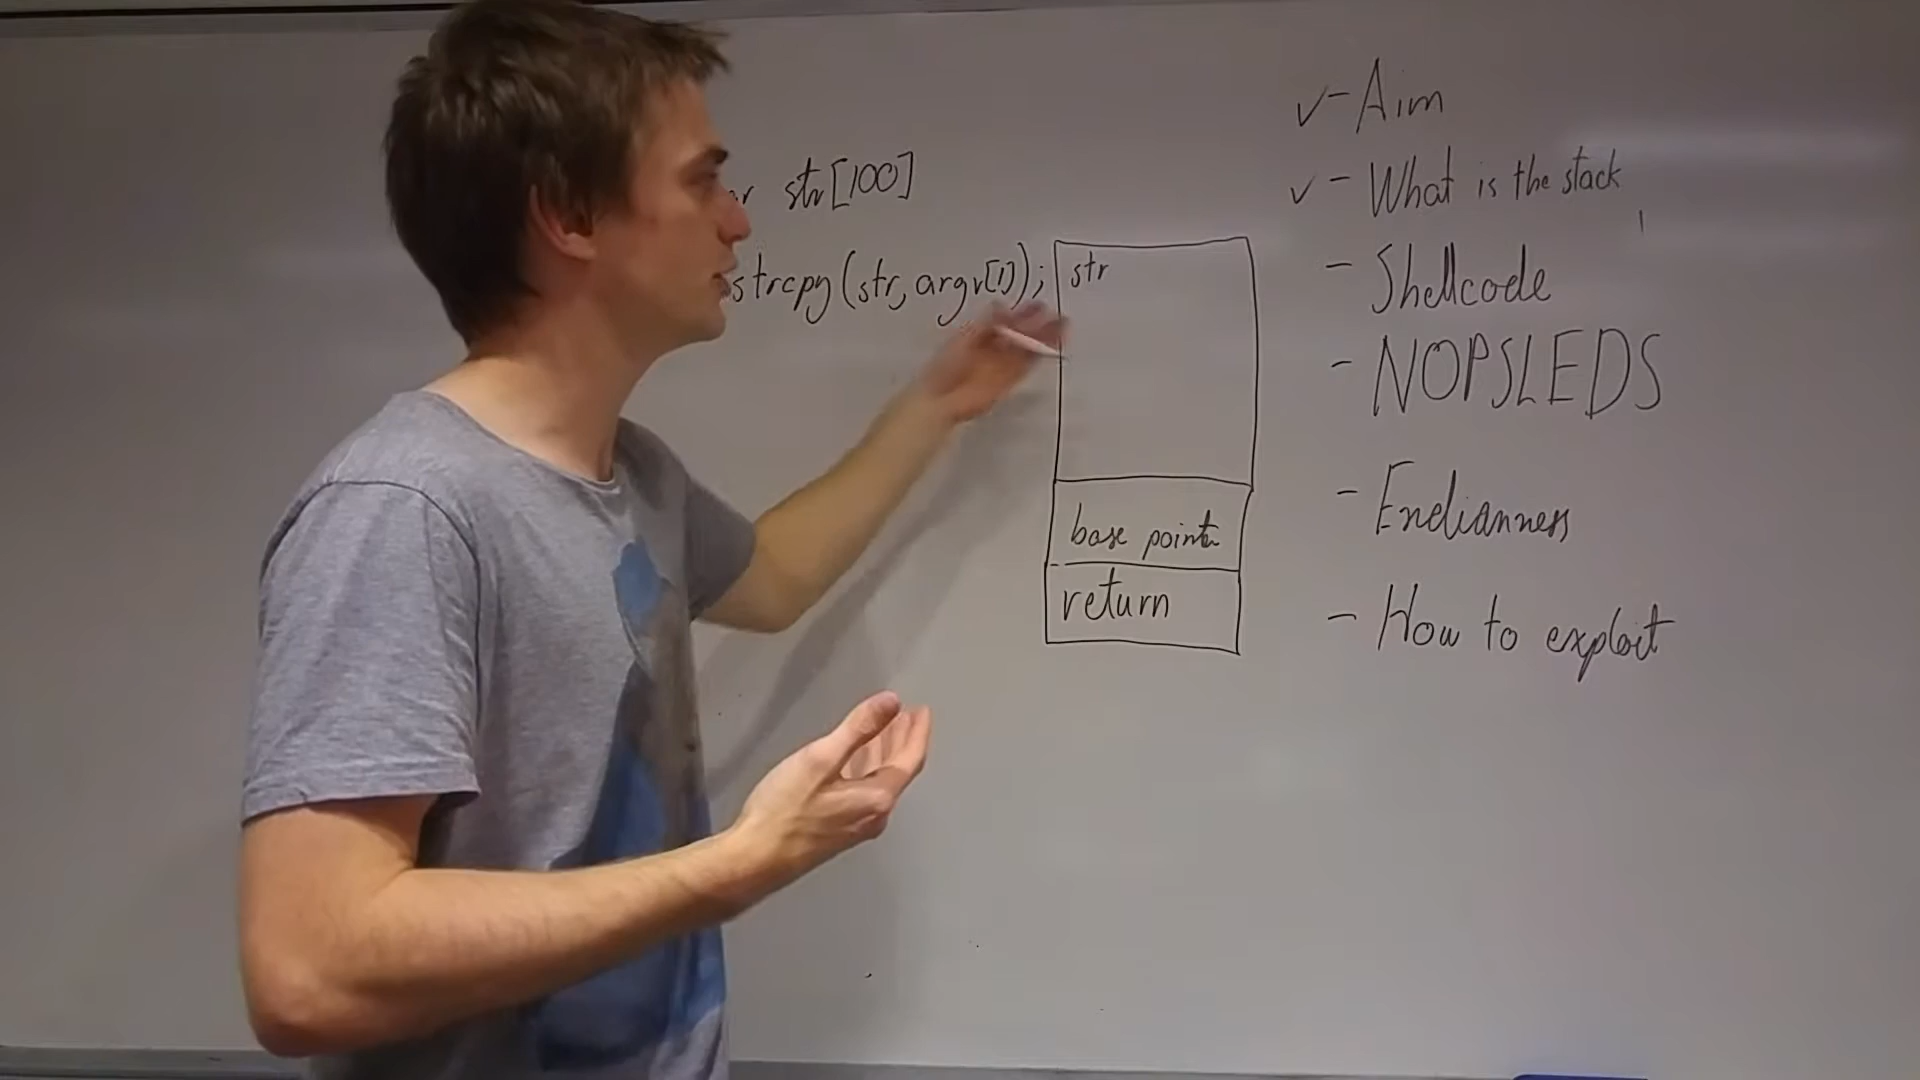 r str[100]
strcpy(str, argv[1]);
str
base pointer
return
✓ - Aim
✓ - What is the stack
- Shellcode
- NOPSLEDS
- Endianness
- How to exploit